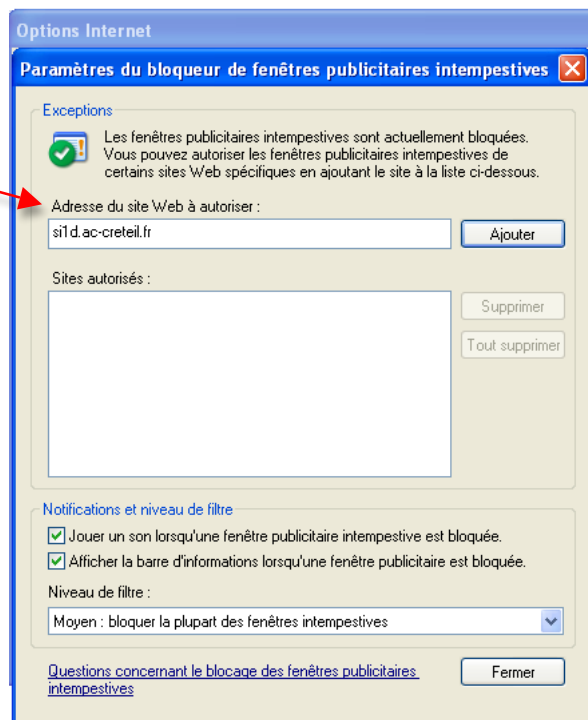 Options Internet
Paramètres du bloqueur de fenêtres publicitaires intempestives
Exceptions
Les fenêtres publicitaires intempestives sont actuellement bloquées.
Vous pouvez autoriser les fenêtres publicitaires intempestives de
certains sites Web spécifiques en ajoutant le site à la liste ci-dessous.
Adresse du site Web à autoriser :
si1d.ac-creteil.fr
Ajouter
Sites autorisés :
Supprimer
Tout supprimer
Notifications et niveau de filtre
Jouer un son lorsqu'une fenêtre publicitaire intempestive est bloquée.
Afficher la barre d'informations lorsqu'une fenêtre publicitaire est bloquée.
Niveau de filtre :
Moyen : bloquer la plupart des fenêtres intempestives
Questions concernant le blocage des fenêtres publicitaires
intempestives
Fermer